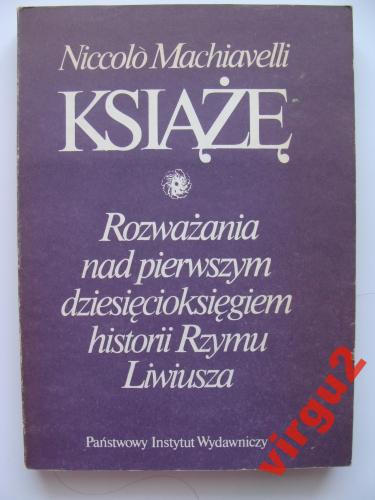 Niccolò Machiavelli
KSIĄŻĘ
Rozważania
nad pierwszym
dziesięcioksięgiem
historii Rzymu
Liwiusza
Państwowy Instytut Wydawniczy
virgu2